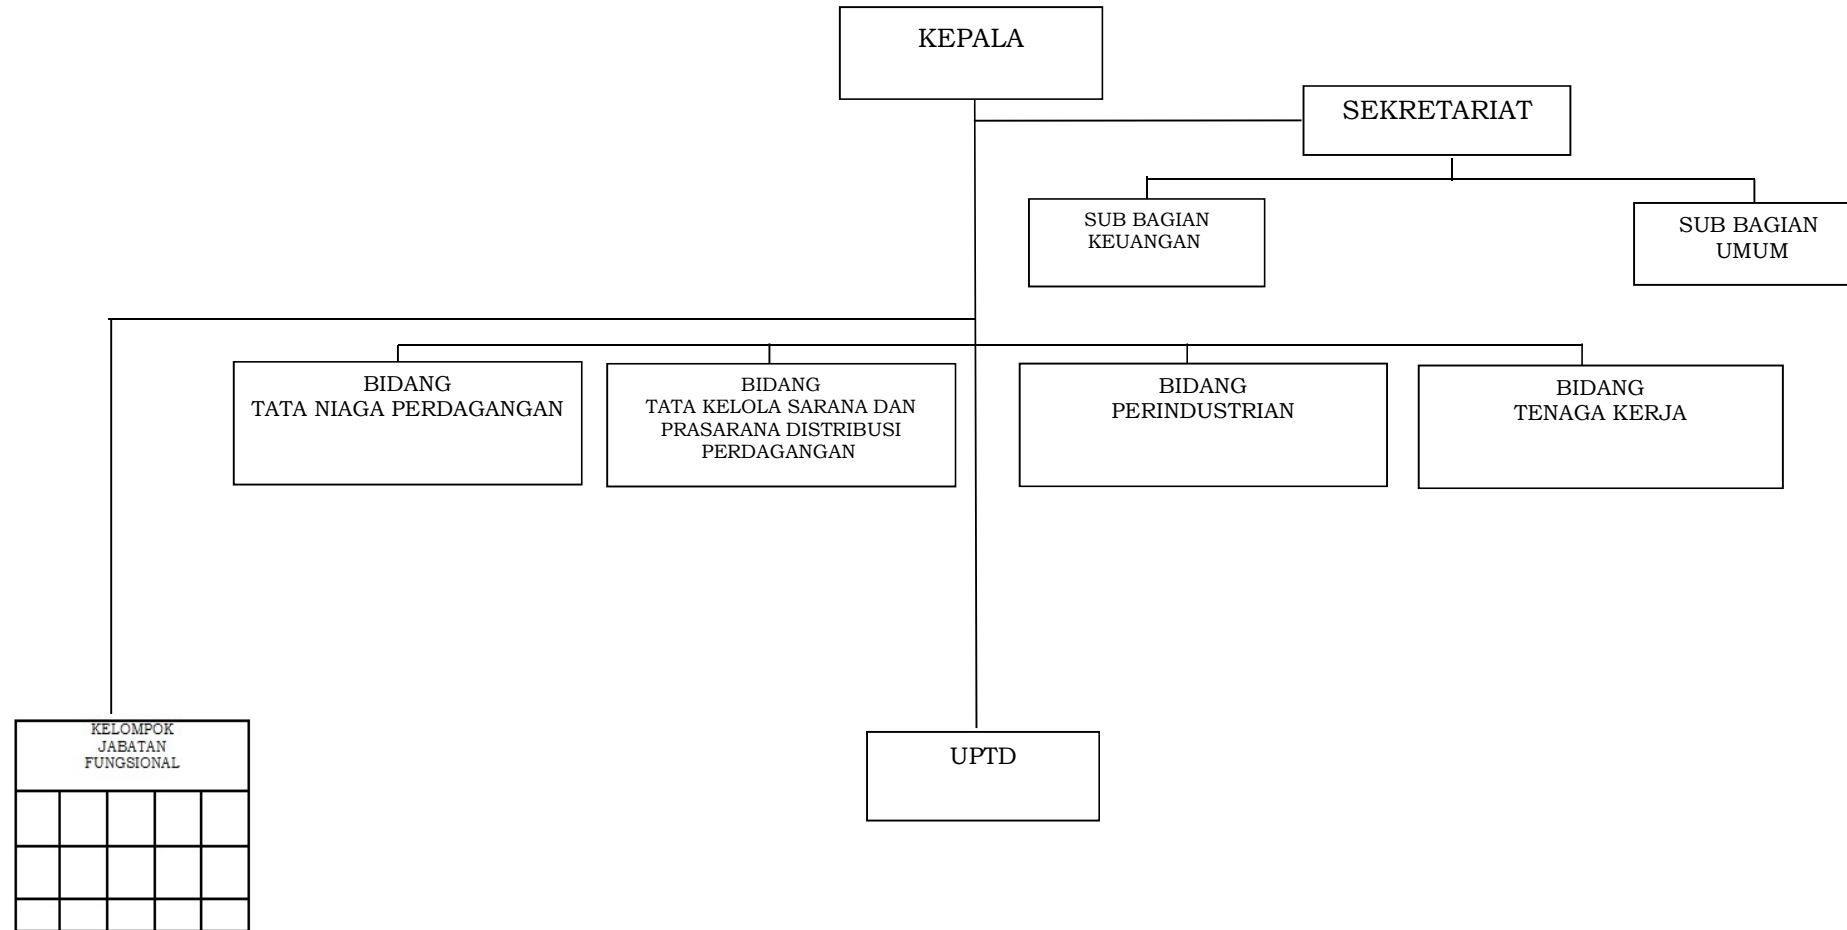 KEPALA
SEKRETARIAT
SUB BAGIAN
KEUANGAN
SUB BAGIAN
UMUM
BIDANG
TATA NIAGA PERDAGANGAN
BIDANG
TATA KELOLA SARANA DAN
PRASARANA DISTRIBUSI
PERDAGANGAN
BIDANG
PERINDUSTRIAN
BIDANG
TENAGA KERJA
KELOMPOK
JABATAN
FUNGSIONAL
UPTD